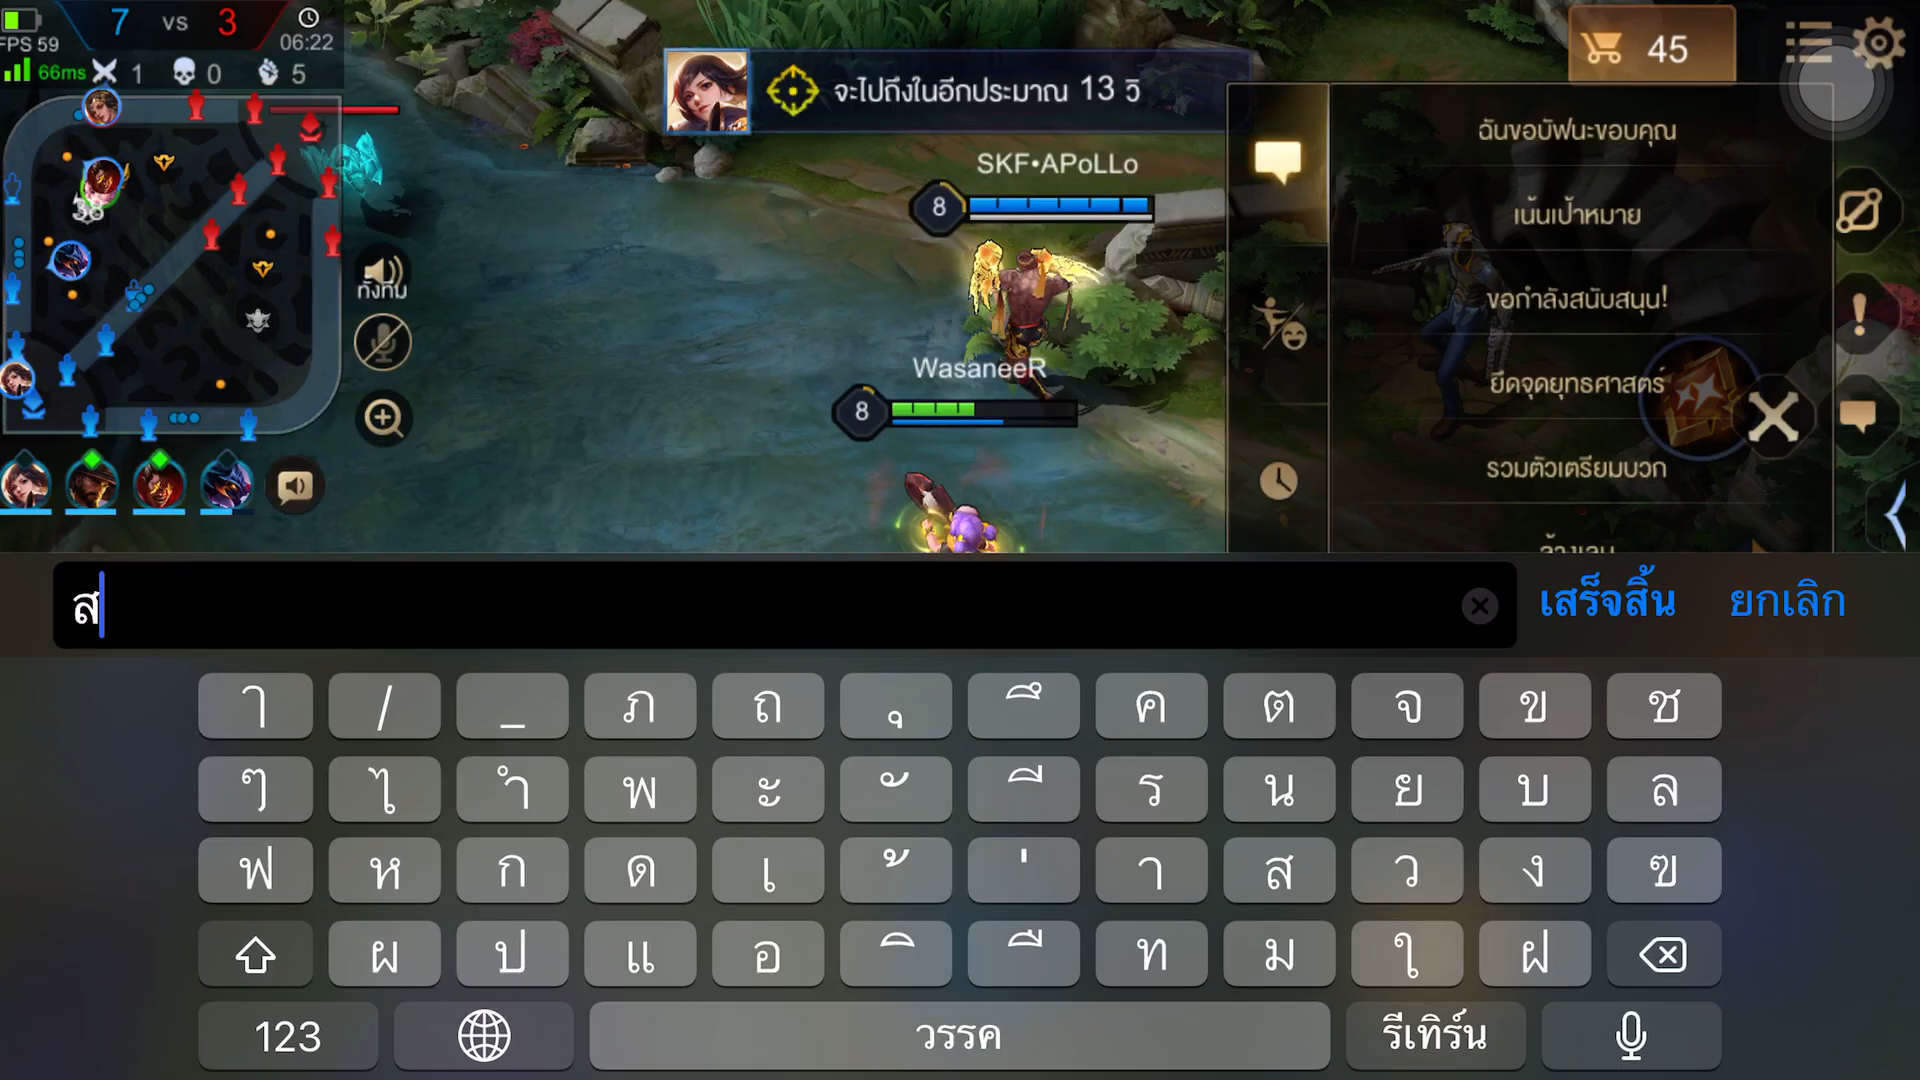 7 vs 3
FPS 59
06:22
66ms
1
0
5
38
ทั้งทีม
จะไปถึงในอีกประมาณ 13 วิ
45
SKF•APoLLo
8
WasaneeR
8
ฉันขอบัฟนะขอบคุณ
เน้นเป้าหมาย
ขอกำลังสนับสนุน!
ยึดจุดยุทธศาสตร์
รวมตัวเตรียมบวก
ส
เสร็จสิ้น
ยกเลิก
ๅ / _ ภ ถ ุ ึ ค ต จ ข ช
ๆ ไ ำ พ ะ ั ี ร น ย บ ล
ฟ ห ก ด เ ้ ่ า ส ว ง ฃ
ผ ป แ อ ิ ื ท ม ใ ฝ
123
วรรค
รีเทิร์น